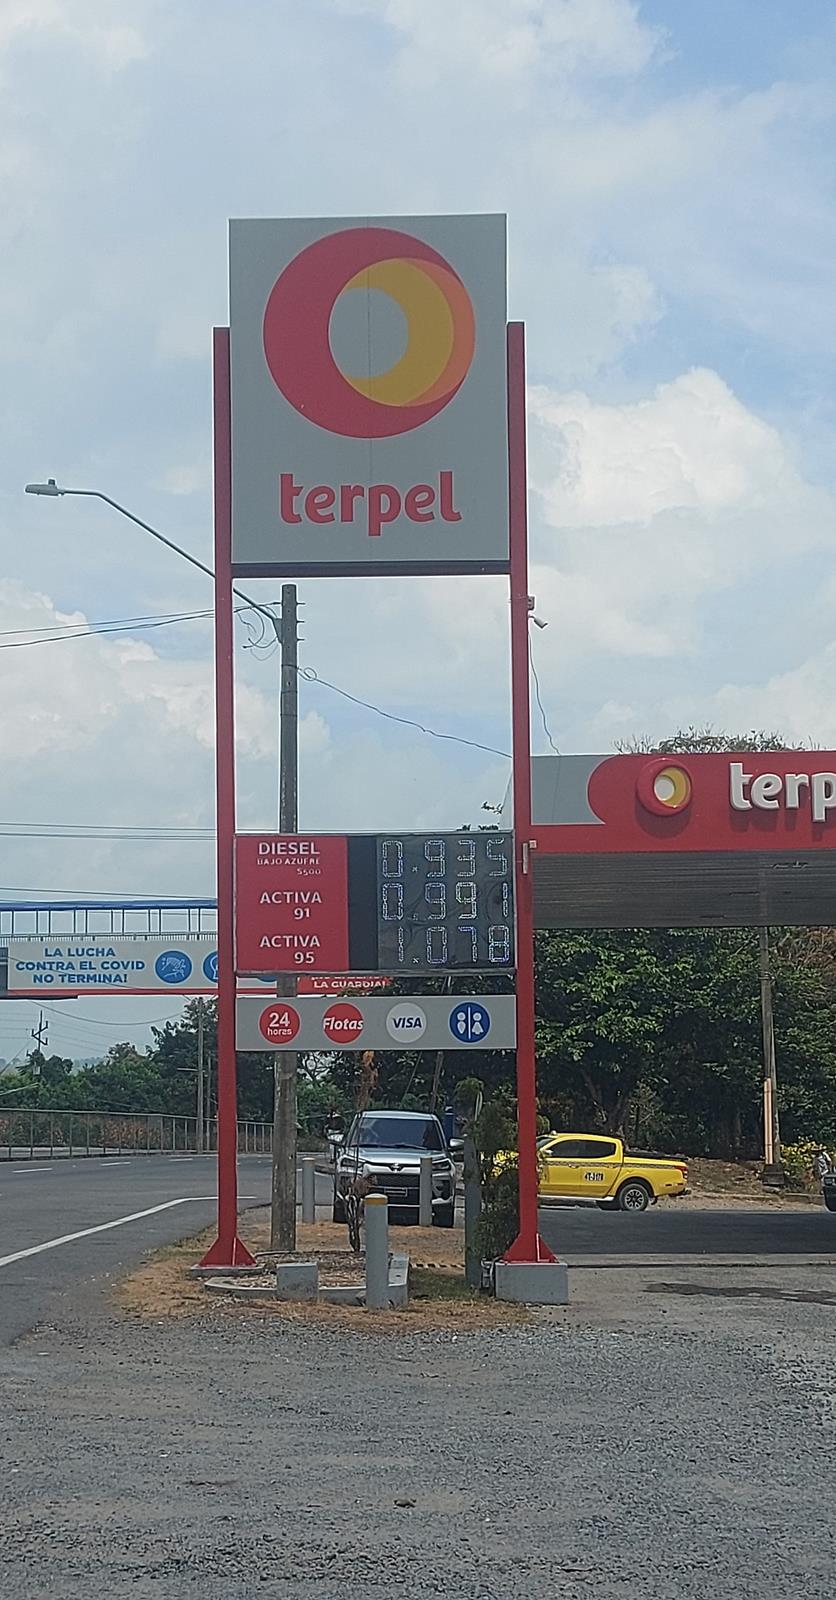 terpel
terp
DIESEL 0.935
BAJO AZUFRE
S500
ACTIVA 0.991
91
ACTIVA 1.078
95
LA LUCHA
CONTRA EL COVID
NO TERMINA!
LA GUARDIA!
24
horas
Flotas
VISA